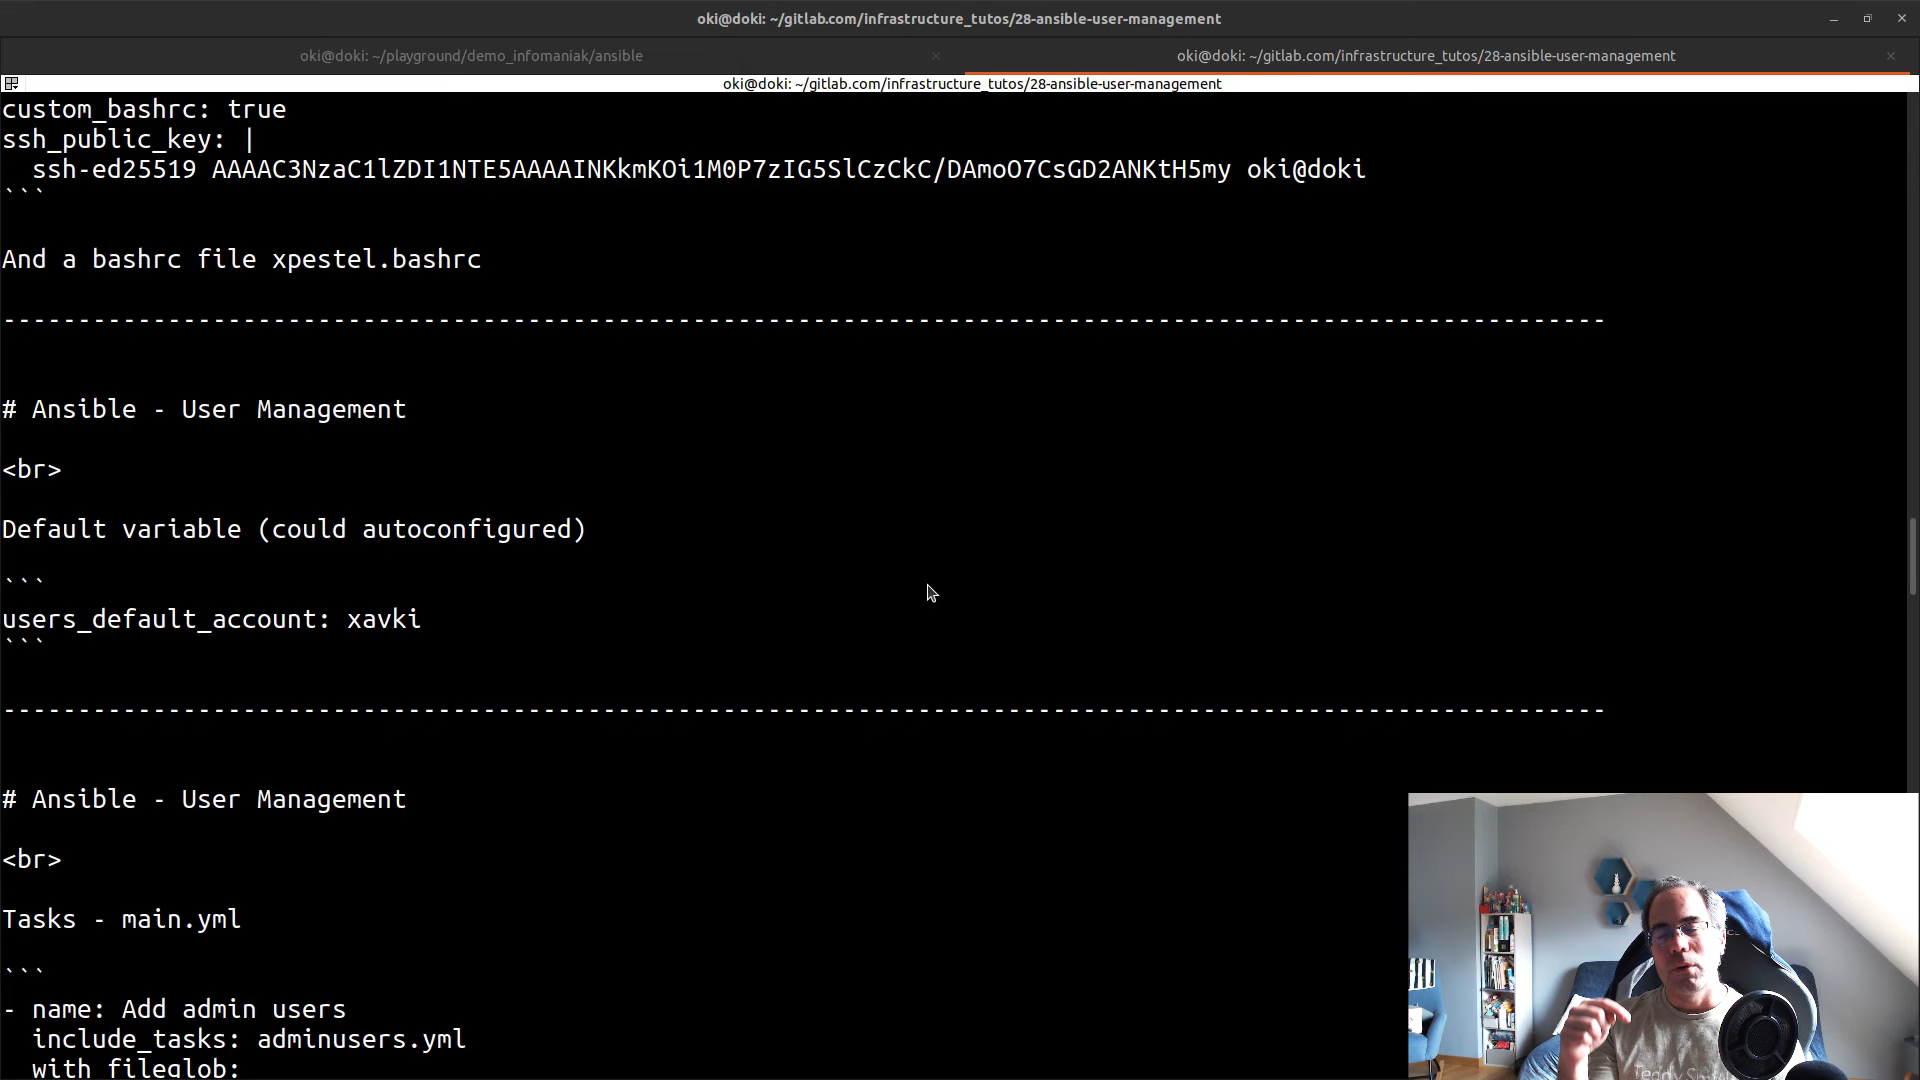 oki@doki: ~/gitlab.com/infrastructure_tutos/28-ansible-user-management
oki@doki: ~/playground/demo_infomaniak/ansible
oki@doki: ~/gitlab.com/infrastructure_tutos/28-ansible-user-management
oki@doki: ~/gitlab.com/infrastructure_tutos/28-ansible-user-management
custom_bashrc: true
ssh_public_key: |
  ssh-ed25519 AAAAC3NzaC1lZDI1NTE5AAAAINKkmKOi1M0P7zIG5SlCzCkC/DAmoO7CsGD2ANKtH5my oki@doki
```
And a bashrc file xpestel.bashrc
----------------------------------------------------------------------------------------------------------
# Ansible - User Management
<br>
Default variable (could autoconfigured)
```
users_default_account: xavki
```
----------------------------------------------------------------------------------------------------------
# Ansible - User Management
<br>
Tasks - main.yml
```
- name: Add admin users
  include_tasks: adminusers.yml
  with_fileglob: